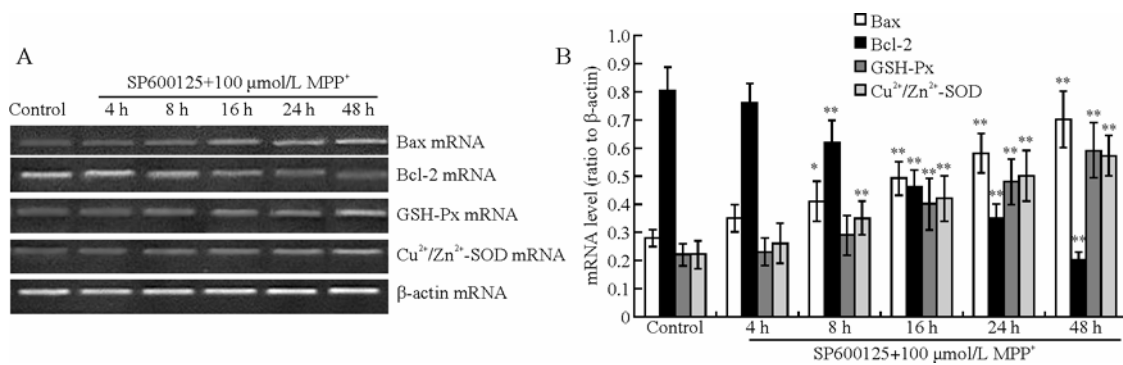 A
SP600125+100 μmol/L MPP⁺
Control 4 h 8 h 16 h 24 h 48 h
Bax mRNA
Bcl-2 mRNA
GSH-Px mRNA
Cu²⁺/Zn²⁺-SOD mRNA
β-actin mRNA
B
Bax
Bcl-2
GSH-Px
Cu²⁺/Zn²⁺-SOD
mRNA level (ratio to β-actin)
1.0
0.9
0.8
0.7
0.6
0.5
0.4
0.3
0.2
0.1
0
** ** ** **
** ** ** ** **
** ** ** **
* **
**
Control 4 h 8 h 16 h 24 h 48 h
SP600125+100 μmol/L MPP⁺